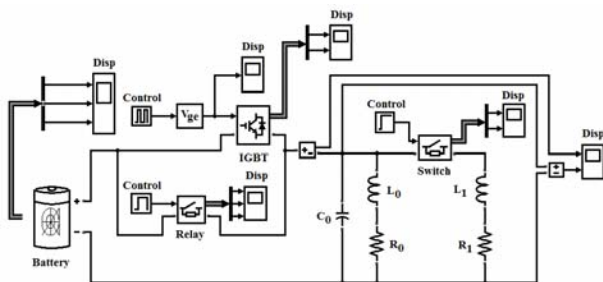 Disp
Disp
Disp
Control
Vge
IGBT
Control
Disp
Control
Disp
Switch
Disp
Relay
L0
L1
C0
R0
R1
+
−
Battery